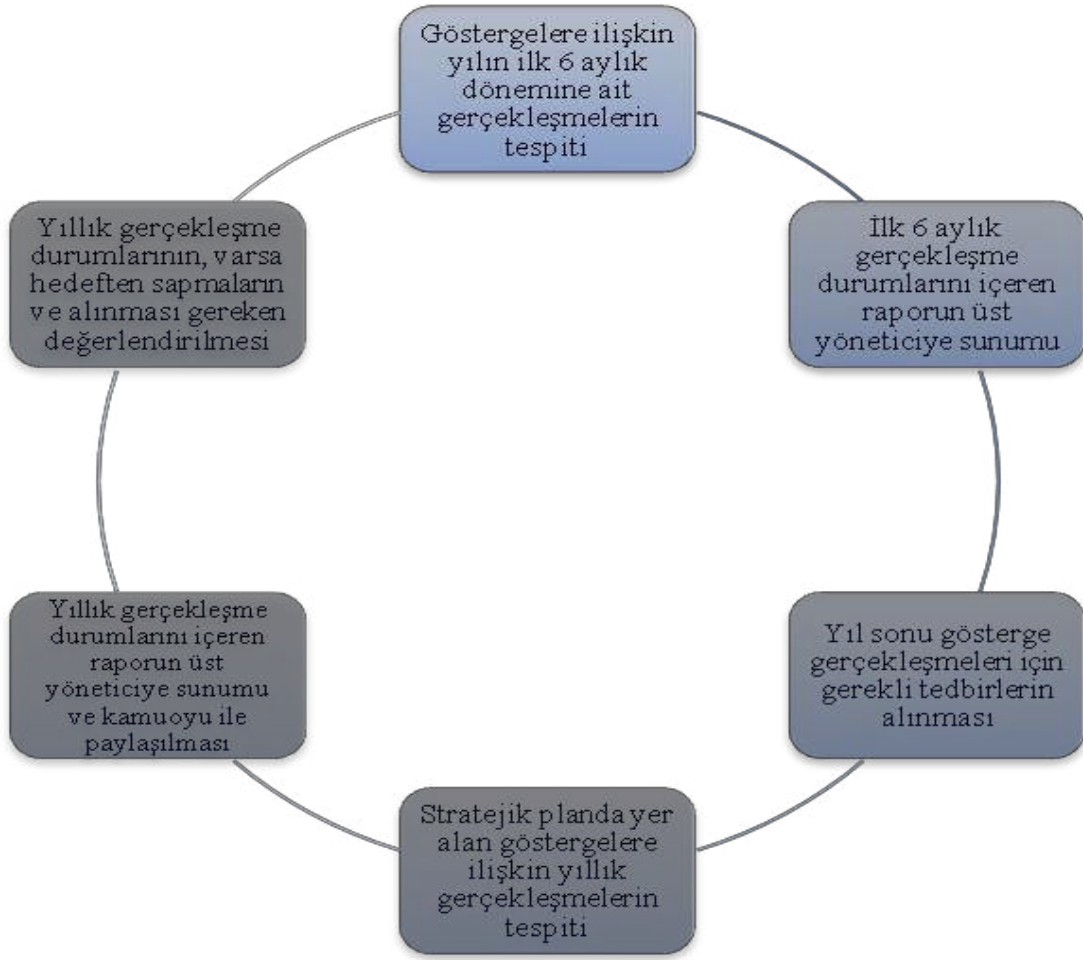 Göstergelere ilişkin
yılın ilk 6 aylık
dönemine ait
gerçekleşmelerin
tespiti
İlk 6 aylık
gerçekleşme
durumlarını içeren
raporun üst
yöneticiye sunumu
Yıl sonu gösterge
gerçekleşmeleri için
gerekli tedbirlerin
alınması
Stratejik planda yer
alan göstergelere
ilişkin yıllık
gerçekleşmelerin
tespiti
Yıllık gerçekleşme
durumlarını içeren
raporun üst
yöneticiye sunumu
ve kamuoyu ile
paylaşılması
Yıllık gerçekleşme
durumlarının, varsa
hedeften sapmaların
ve alınması gereken
değerlendirilmesi